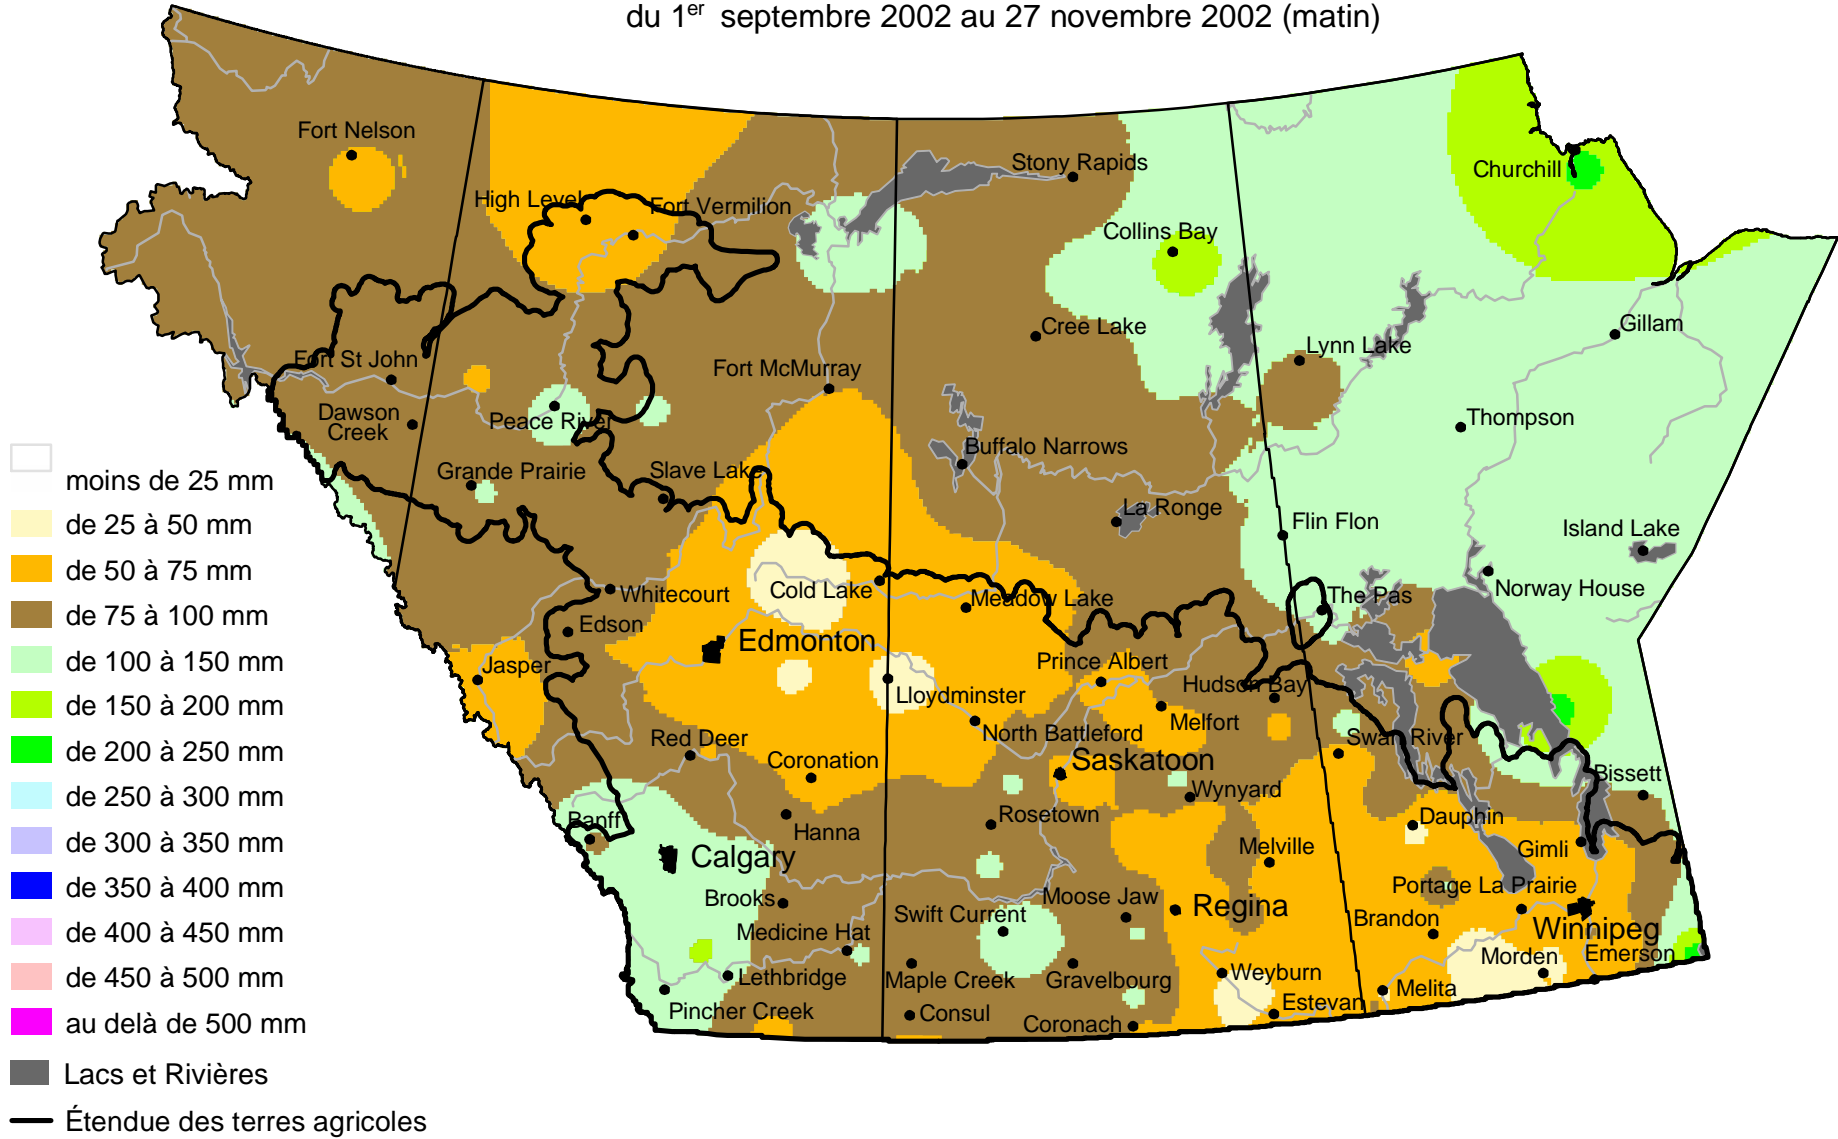 du 1er septembre 2002 au 27 novembre 2002 (matin)
Fort Nelson
Stony Rapids
Churchill
High Level
Fort Vermilion
Collins Bay
Gillam
Cree Lake
Lynn Lake
Fort St John
Fort McMurray
Dawson
Creek
Peace River
Thompson
Buffalo Narrows
Grande Prairie
Slave Lake
La Ronge
Flin Flon
Island Lake
Whitecourt
Cold Lake
Meadow Lake
The Pas
Norway House
Edson
Edmonton
Jasper
Prince Albert
Hudson Bay
Lloydminster
Melfort
North Battleford
Red Deer
Swan River
Coronation
Saskatoon
Bissett
Wynyard
Banff
Hanna
Rosetown
Dauphin
Calgary
Melville
Gimli
Brooks
Moose Jaw
Portage La Prairie
Swift Current
Regina
Brandon
Winnipeg
Medicine Hat
Morden
Emerson
Lethbridge
Maple Creek
Gravelbourg
Weyburn
Melita
Pincher Creek
Consul
Coronach
Estevan
moins de 25 mm
de 25 à 50 mm
de 50 à 75 mm
de 75 à 100 mm
de 100 à 150 mm
de 150 à 200 mm
de 200 à 250 mm
de 250 à 300 mm
de 300 à 350 mm
de 350 à 400 mm
de 400 à 450 mm
de 450 à 500 mm
au delà de 500 mm
Lacs et Rivières
Étendue des terres agricoles